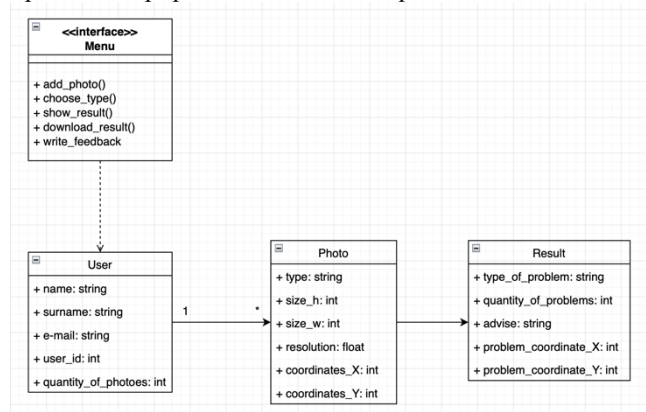 <<interface>>
Menu
+ add_photo()
+ choose_type()
+ show_result()
+ download_result()
+ write_feedback
User
+ name: string
+ surname: string
+ e-mail: string
+ user_id: int
+ quantity_of_photoes: int
1
*
Photo
+ type: string
+ size_h: int
+ size_w: int
+ resolution: float
+ coordinates_X: int
+ coordinates_Y: int
Result
+ type_of_problem: string
+ quantity_of_problems: int
+ advise: string
+ problem_coordinate_X: int
+ problem_coordinate_Y: int